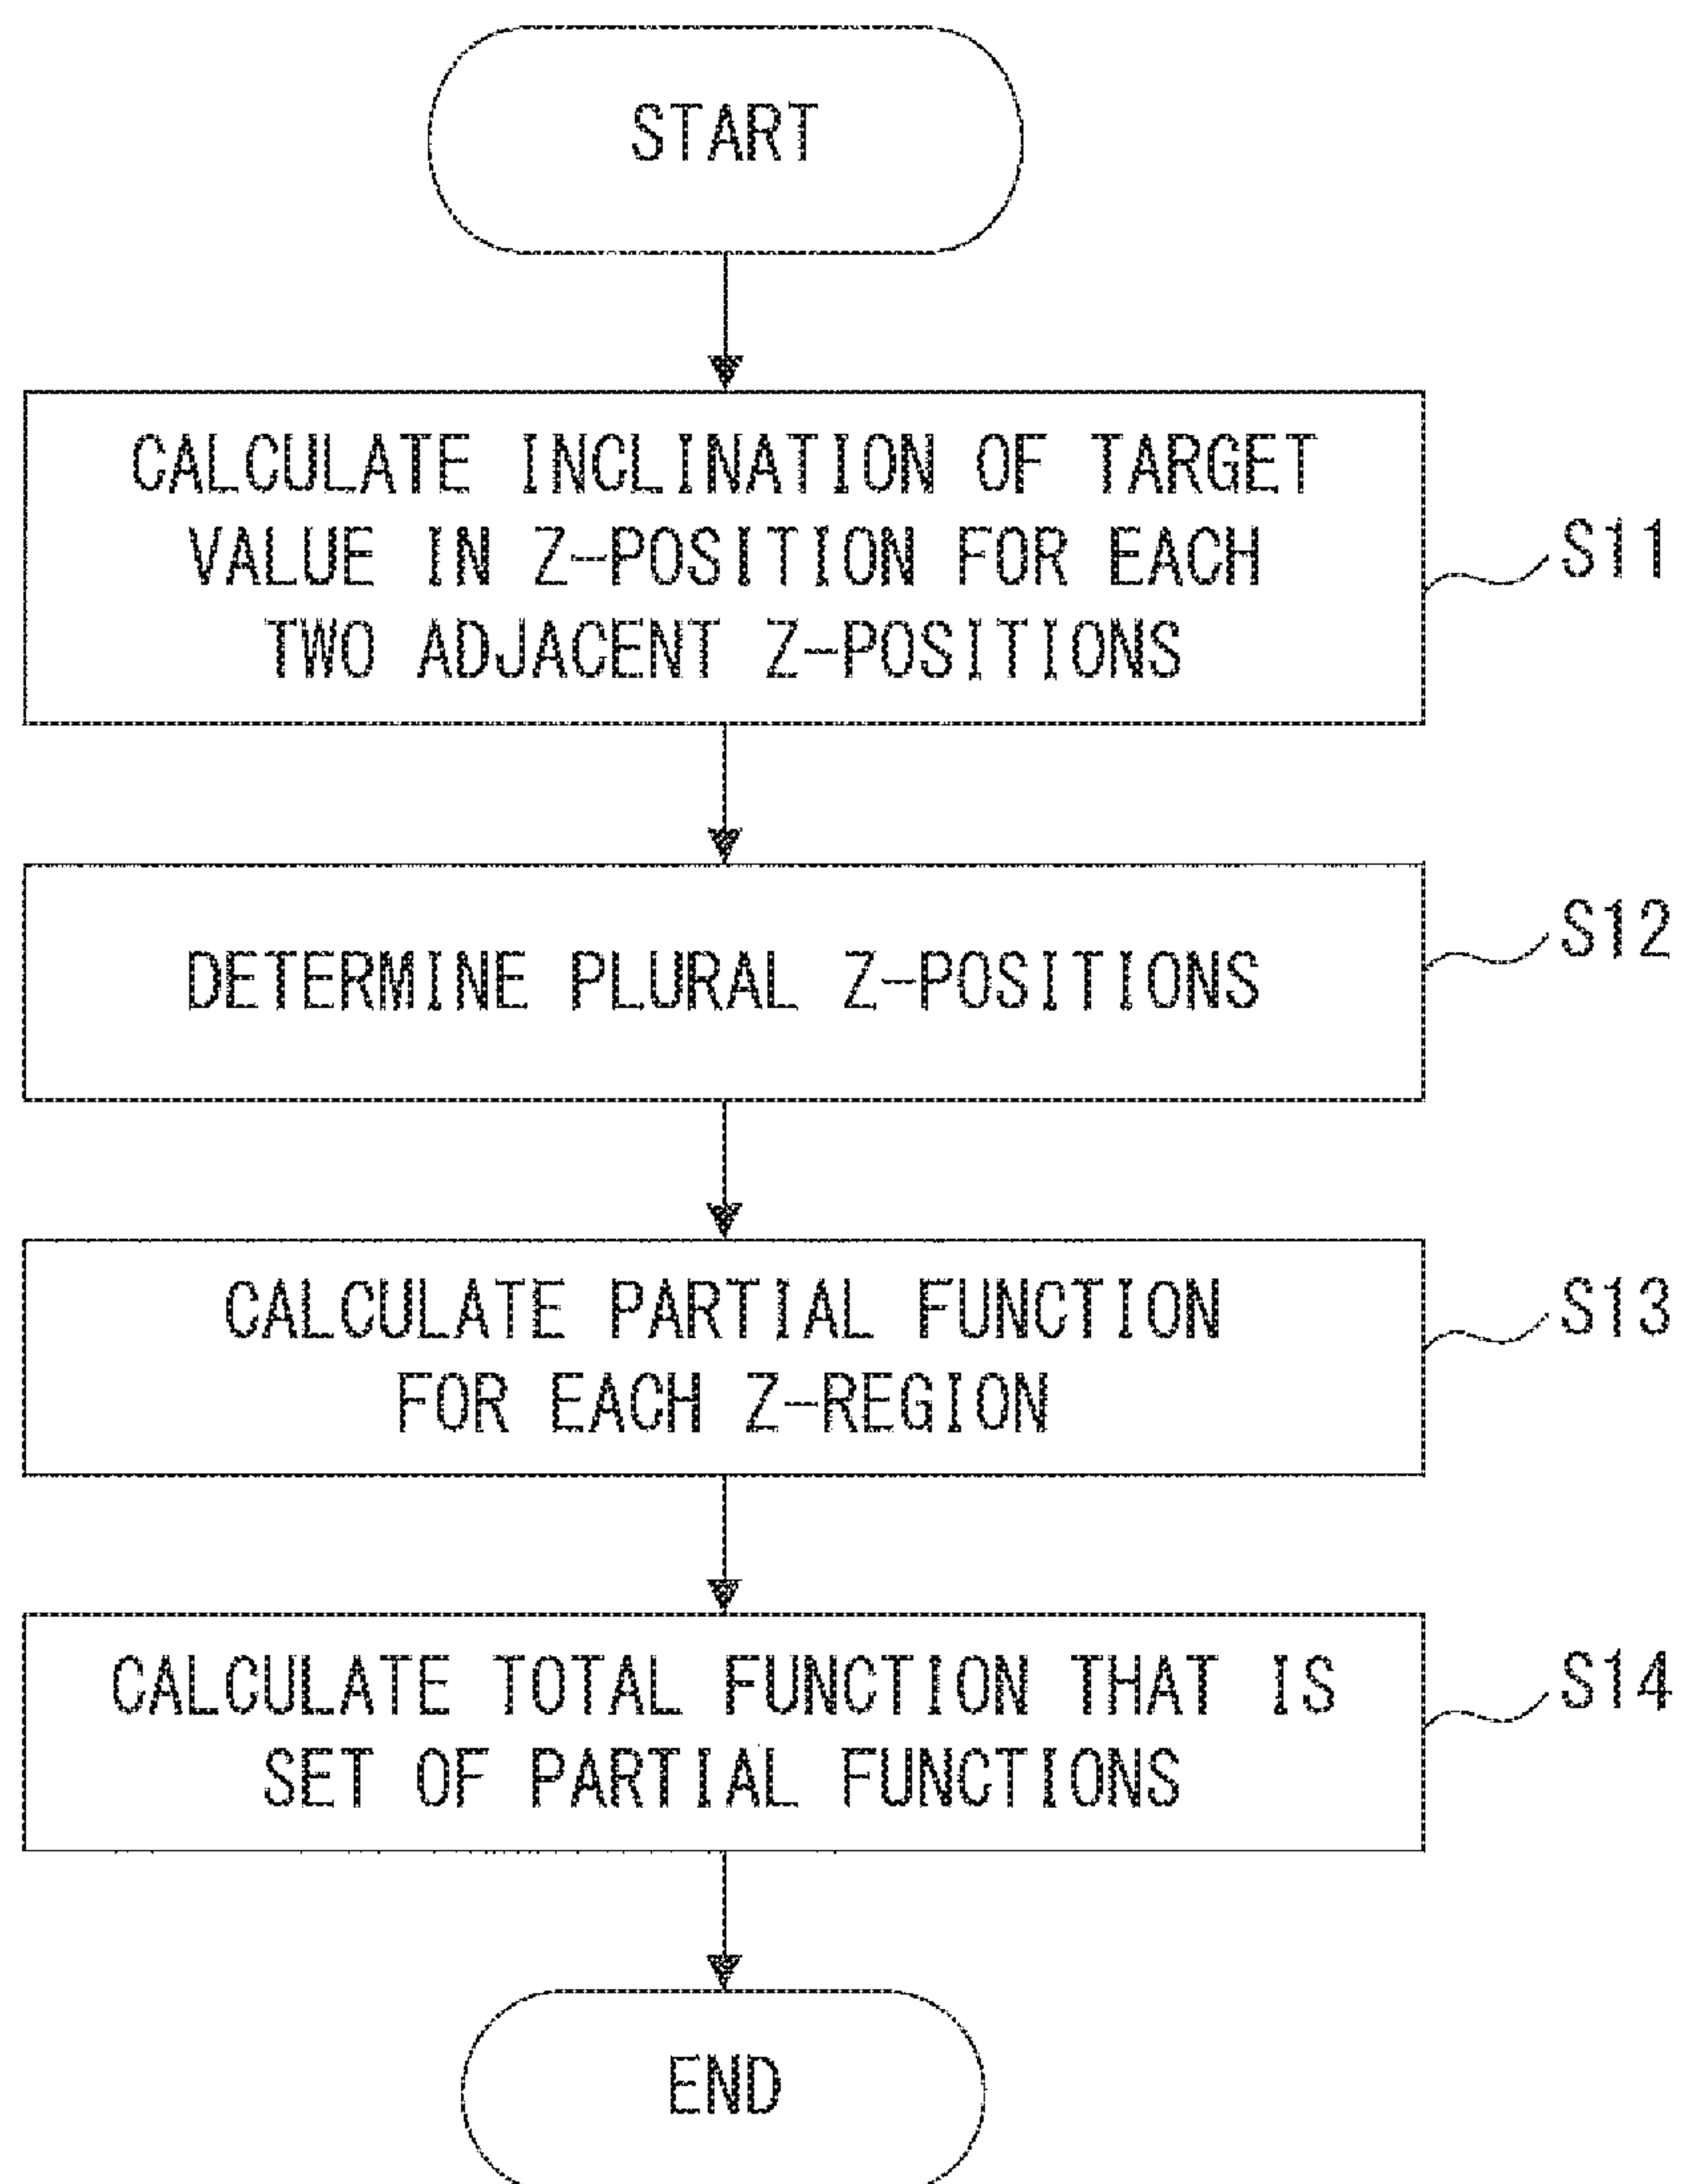 START
CALCULATE INCLINATION OF TARGET
VALUE IN Z-POSITION FOR EACH
TWO ADJACENT Z-POSITIONS
S11
DETERMINE PLURAL Z-POSITIONS
S12
CALCULATE PARTIAL FUNCTION
FOR EACH Z-REGION
S13
CALCULATE TOTAL FUNCTION THAT IS
SET OF PARTIAL FUNCTIONS
S14
END